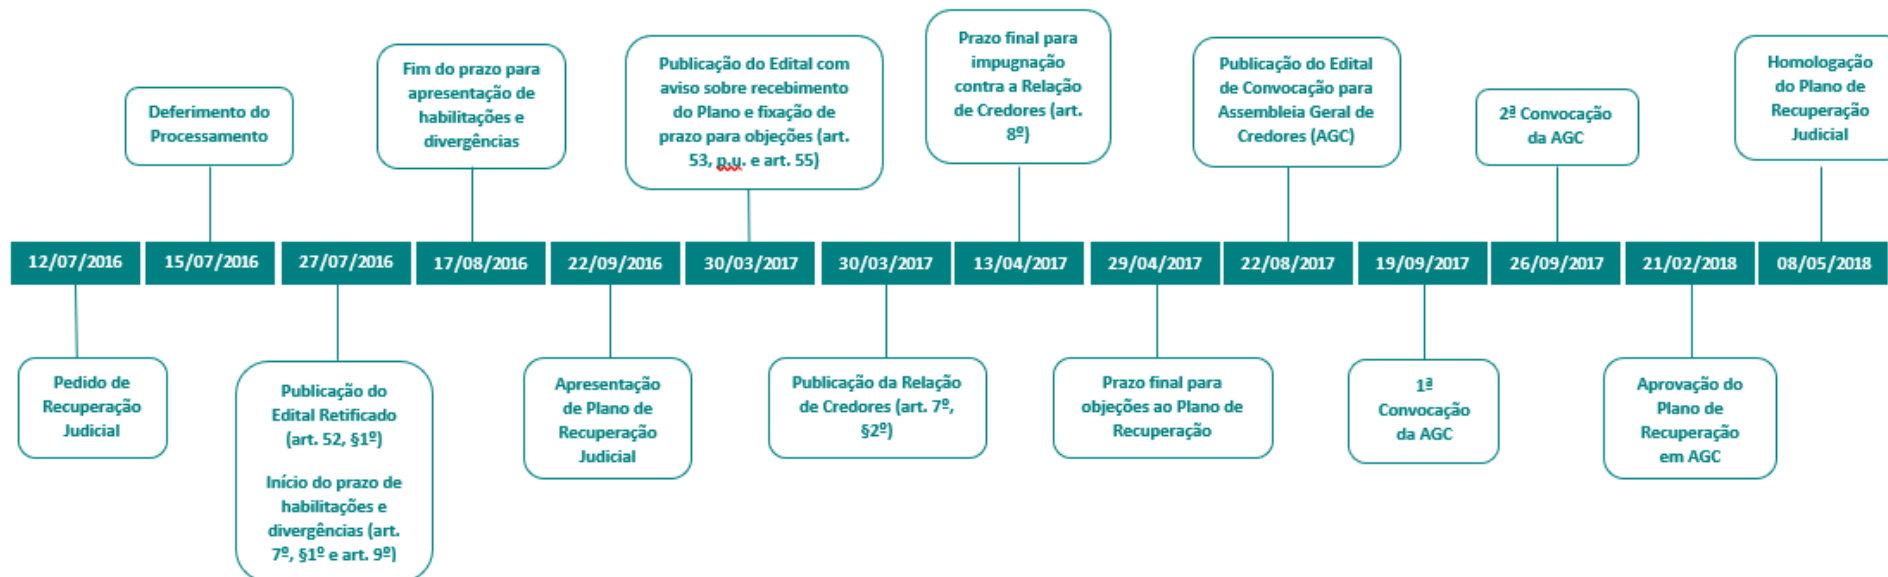 Deferimento do
Processamento
Fim do prazo para
apresentação de
habilitações e
divergências
Publicação do Edital com
aviso sobre recebimento
do Plano e fixação de
prazo para objeções (art.
53, p.u. e art. 55)
Prazo final para
impugnação
contra a Relação
de Credores (art.
8º)
Publicação do Edital
de Convocação para
Assembleia Geral de
Credores (AGC)
2ª Convocação
da AGC
Homologação
do Plano de
Recuperação
Judicial
12/07/2016
15/07/2016
27/07/2016
17/08/2016
22/09/2016
30/03/2017
30/03/2017
13/04/2017
29/04/2017
22/08/2017
19/09/2017
26/09/2017
21/02/2018
08/05/2018
Pedido de
Recuperação
Judicial
Publicação do
Edital Retificado
(art. 52, §1º)
Início do prazo de
habilitações e
divergências (art.
7º, §1º e art. 9º)
Apresentação
de Plano de
Recuperação
Judicial
Publicação da Relação
de Credores (art. 7º,
§2º)
Prazo final para
objeções ao Plano de
Recuperação
1ª
Convocação
da AGC
Aprovação do
Plano de
Recuperação
em AGC